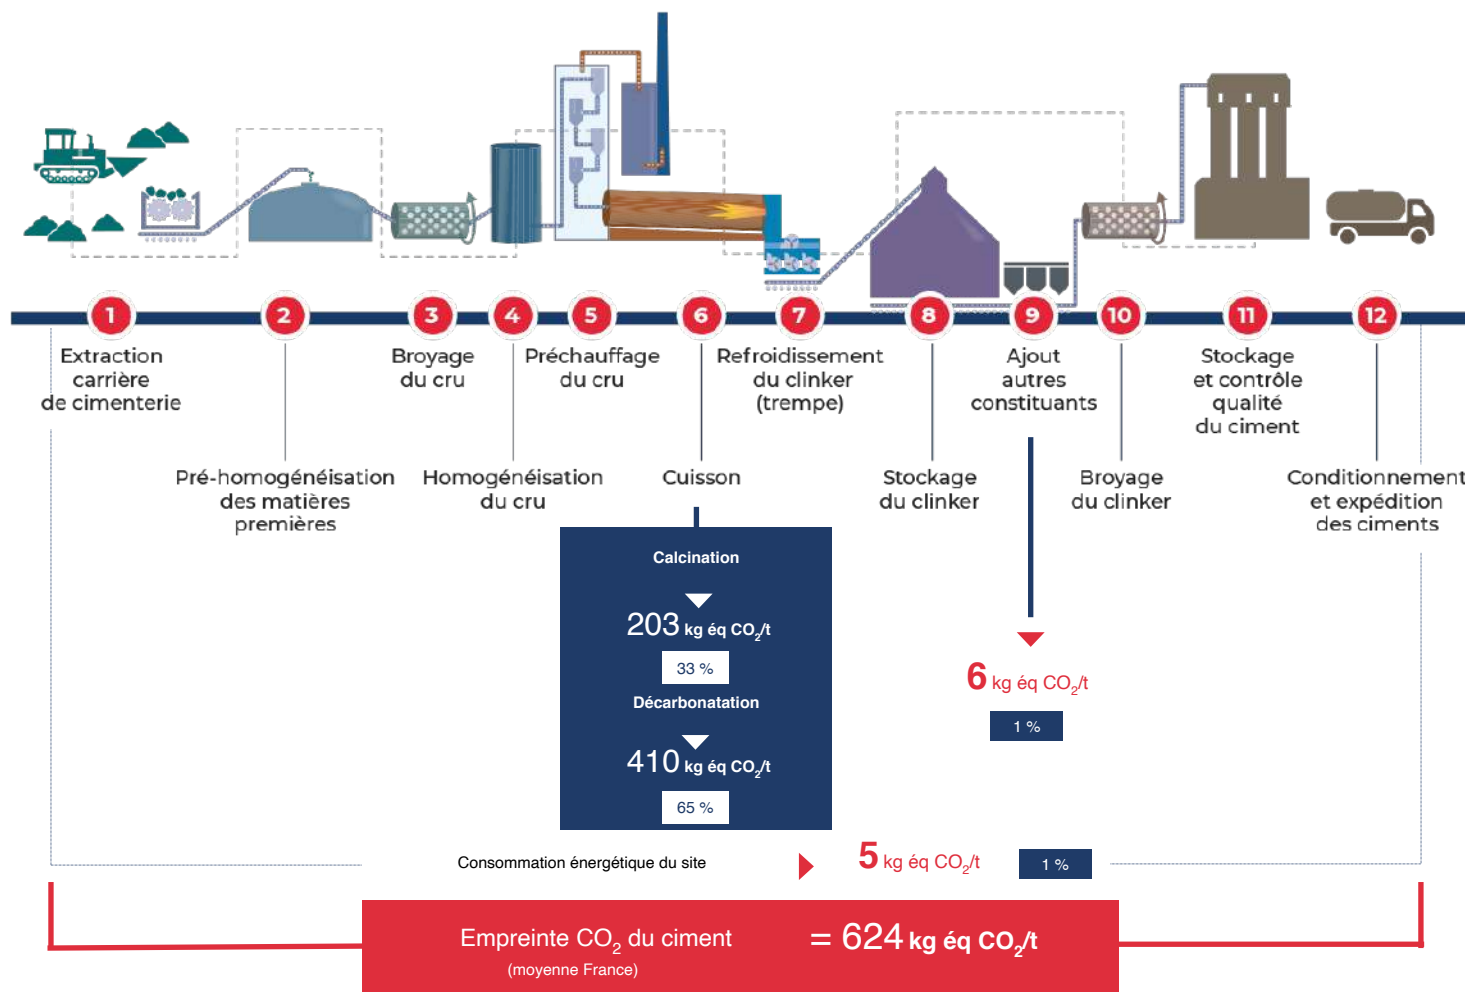 1
2
3
4
5
6
7
8
9
10
11
12
Extraction
carrière
de cimenterie
Pré-homogénéisation
des matières
premières
Broyage
du cru
Homogénéisation
du cru
Préchauffage
du cru
Cuisson
Refroidissement
du clinker
(trempe)
Stockage
du clinker
Ajout
autres
constituants
Broyage
du clinker
Stockage
et contrôle
qualité
du ciment
Conditionnement
et expédition
des ciments
Calcination
203 kg éq CO₂/t
33 %
Décarbonatation
410 kg éq CO₂/t
65 %
6 kg éq CO₂/t
1 %
Consommation énergétique du site
5 kg éq CO₂/t
1 %
Empreinte CO₂ du ciment = 624 kg éq CO₂/t
(moyenne France)